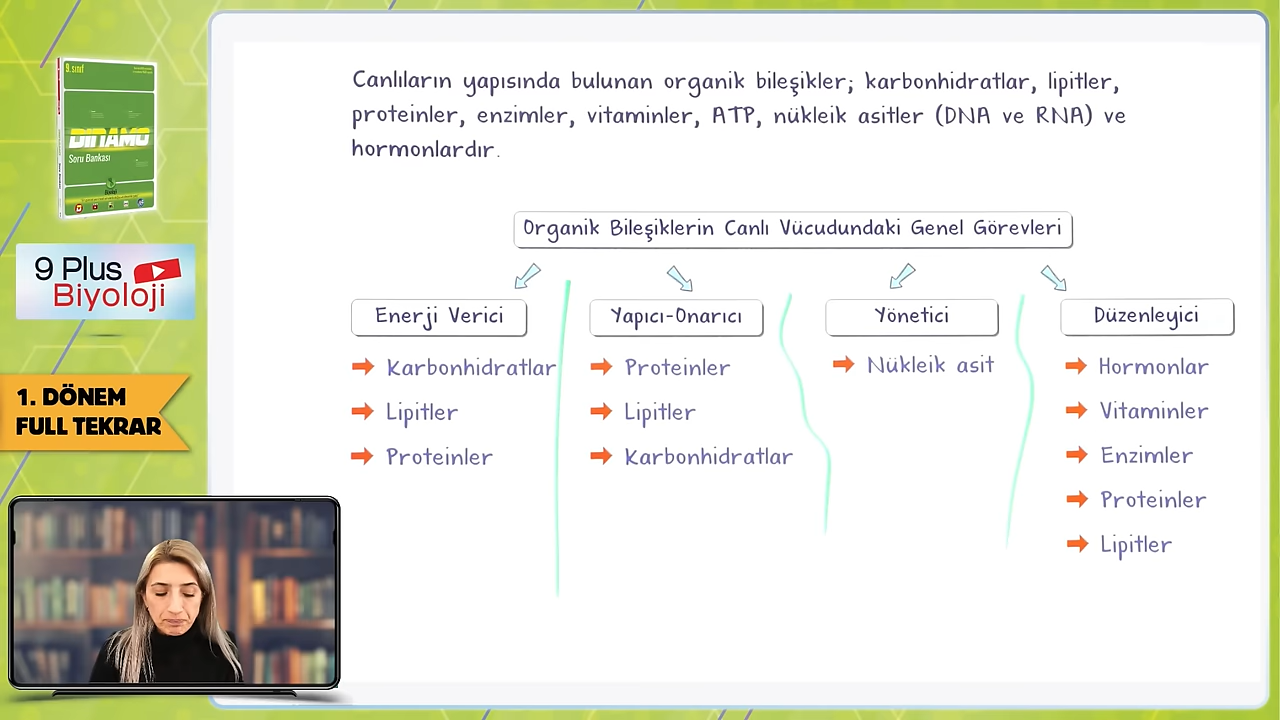 9. sınıf
DİNAMO
Soru Bankası
9 Plus
Biyoloji
1. DÖNEM
FULL TEKRAR
Canlıların yapısında bulunan organik bileşikler; karbonhidratlar, lipitler,
proteinler, enzimler, vitaminler, ATP, nükleik asitler (DNA ve RNA) ve
hormonlardır.
Organik Bileşiklerin Canlı Vücudundaki Genel Görevleri
Enerji Verici
Karbonhidratlar
Lipitler
Proteinler
Yapıcı-Onarıcı
Proteinler
Lipitler
Karbonhidratlar
Yönetici
Nükleik asit
Düzenleyici
Hormonlar
Vitaminler
Enzimler
Proteinler
Lipitler